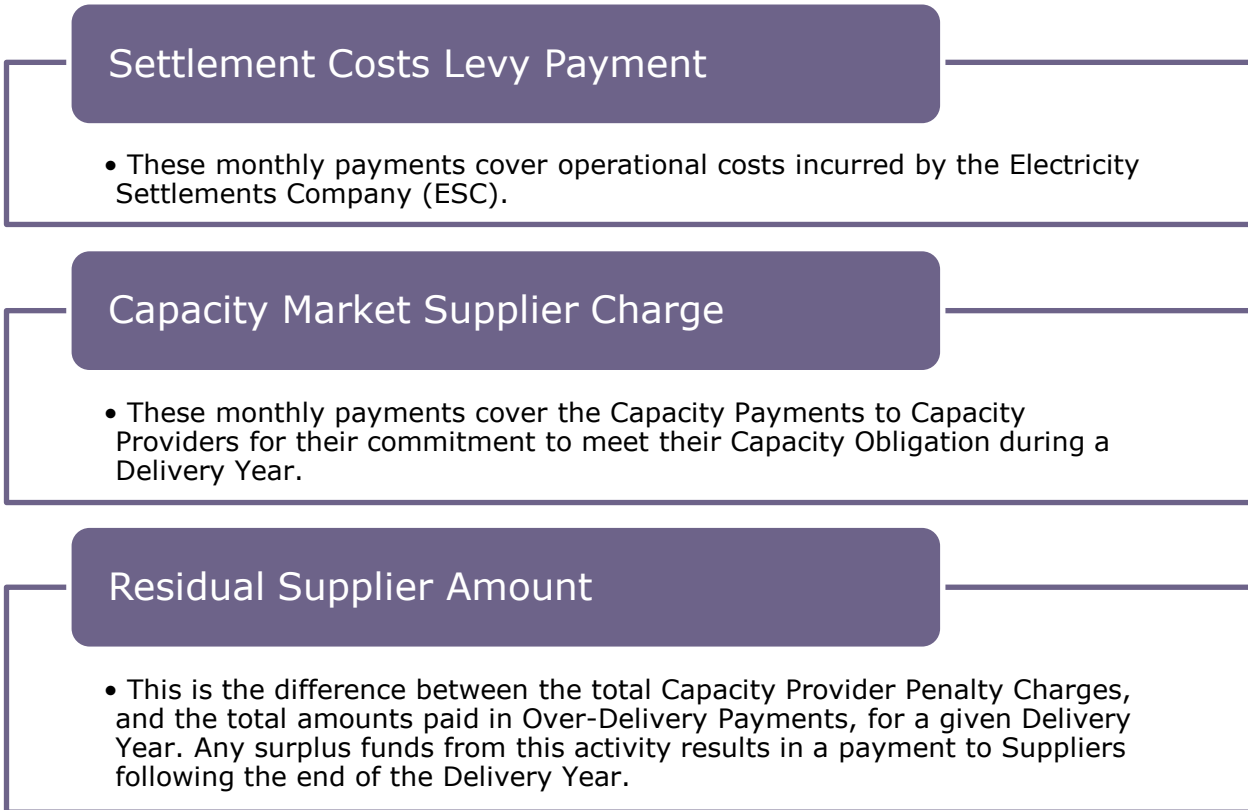 Settlement Costs Levy Payment
• These monthly payments cover operational costs incurred by the Electricity
Settlements Company (ESC).
Capacity Market Supplier Charge
• These monthly payments cover the Capacity Payments to Capacity
Providers for their commitment to meet their Capacity Obligation during a
Delivery Year.
Residual Supplier Amount
• This is the difference between the total Capacity Provider Penalty Charges,
and the total amounts paid in Over-Delivery Payments, for a given Delivery
Year. Any surplus funds from this activity results in a payment to Suppliers
following the end of the Delivery Year.